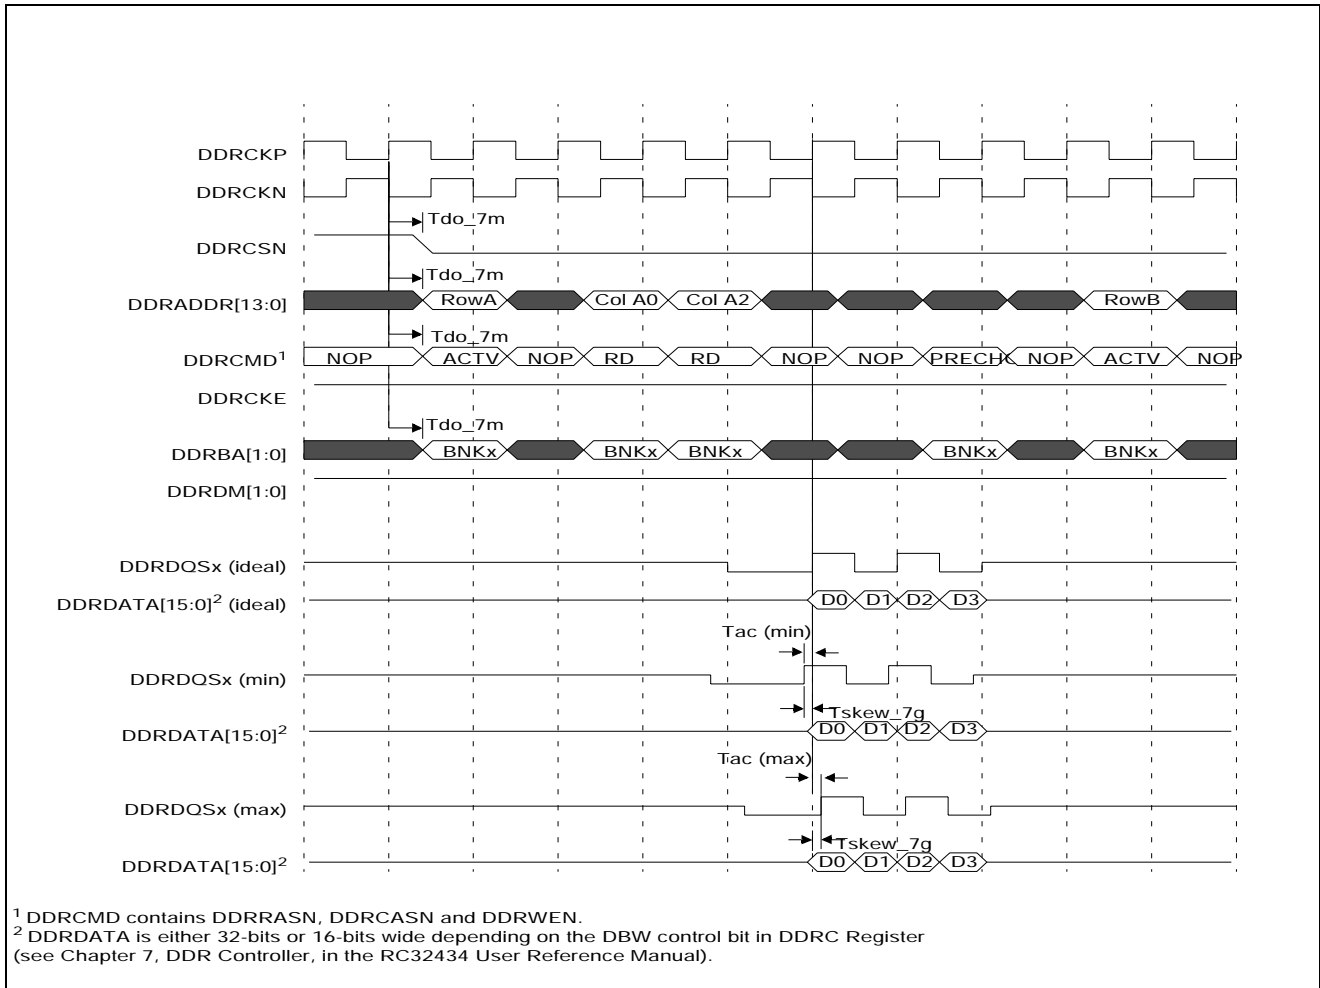 DDRCKP
DDRCKN
Tdo_7m
DDRCSN
Tdo_7m
DDRADDR[13:0] RowA Col A0 Col A2 RowB
Tdo_7m
DDRCMD¹ NOP ACTV NOP RD RD NOP NOP PRECHG NOP ACTV NOP
DDRCKE
Tdo_7m
DDRBA[1:0] BNKx BNKx BNKx BNKx BNKx
DDRDM[1:0]
DDRDQSx (ideal)
DDRDATA[15:0]² (ideal) D0 D1 D2 D3
Tac (min)
DDRDQSx (min)
Tskew_7g
DDRDATA[15:0]² D0 D1 D2 D3
Tac (max)
DDRDQSx (max)
Tskew_7g
DDRDATA[15:0]² D0 D1 D2 D3
¹ DDRCMD contains DDRRASN, DDRCASN and DDRWEN.
² DDRDATA is either 32-bits or 16-bits wide depending on the DBW control bit in DDRC Register
(see Chapter 7, DDR Controller, in the RC32434 User Reference Manual).